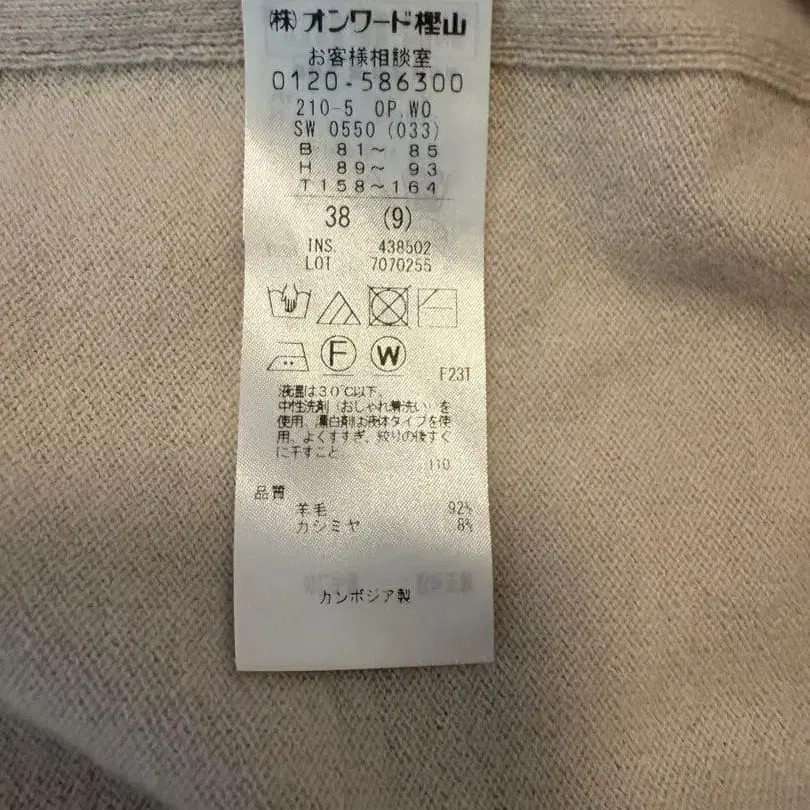 (株)オンワード樫山
お客様相談室
0120-586300
210-5 OP.WO.
SW 0550 (033)
B 81～ 85
H 89～ 93
T158～164
38 (9)
INS. 438502
LOT 7070255
F W
F23T
液温は30℃以下。
中性洗剤（おしゃれ着洗い）を
使用。漂白剤は液体タイプを使
用。よくすすぎ、絞りの後すぐ
に干すこと。
110
品質
羊毛 92%
カシミヤ 8%
カンボジア製